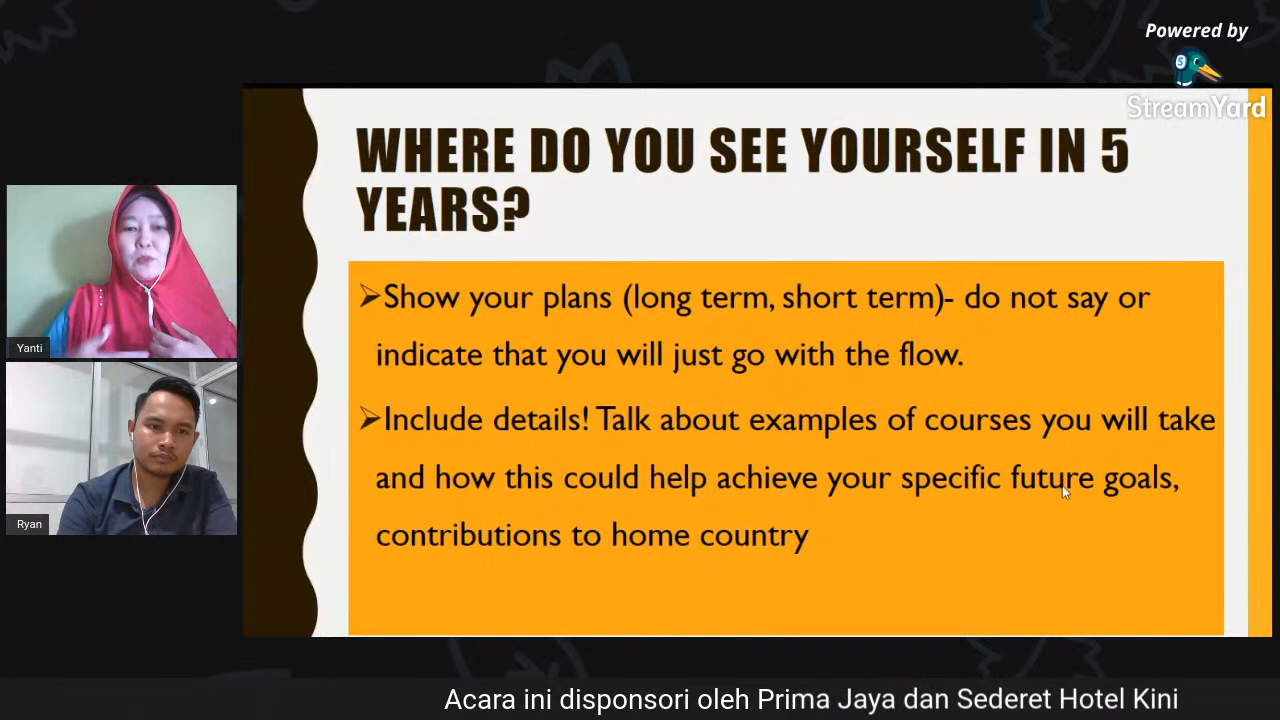 Powered by
StreamYard
WHERE DO YOU SEE YOURSELF IN 5
YEARS?
Show your plans (long term, short term)- do not say or
indicate that you will just go with the flow.
Include details! Talk about examples of courses you will take
and how this could help achieve your specific future goals,
contributions to home country
Yanti
Ryan
Acara ini disponsori oleh Prima Jaya dan Sederet Hotel Kini